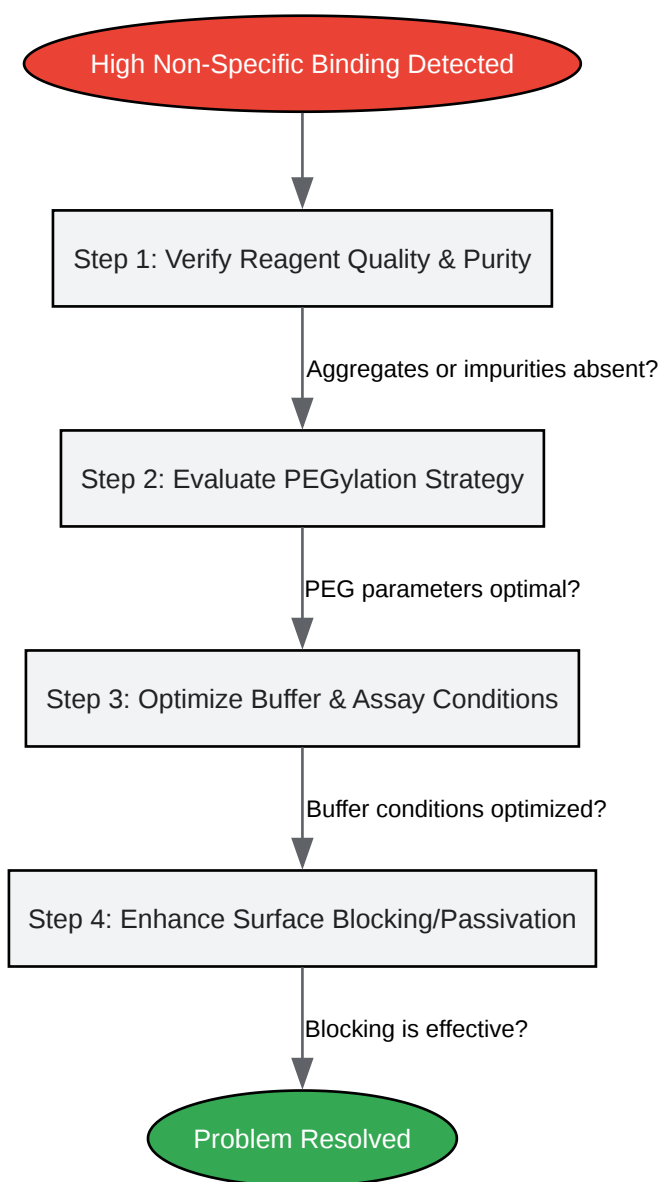 High Non-Specific Binding Detected
Step 1: Verify Reagent Quality & Purity
Aggregates or impurities absent?
Step 2: Evaluate PEGylation Strategy
PEG parameters optimal?
Step 3: Optimize Buffer & Assay Conditions
Buffer conditions optimized?
Step 4: Enhance Surface Blocking/Passivation
Blocking is effective?
Problem Resolved